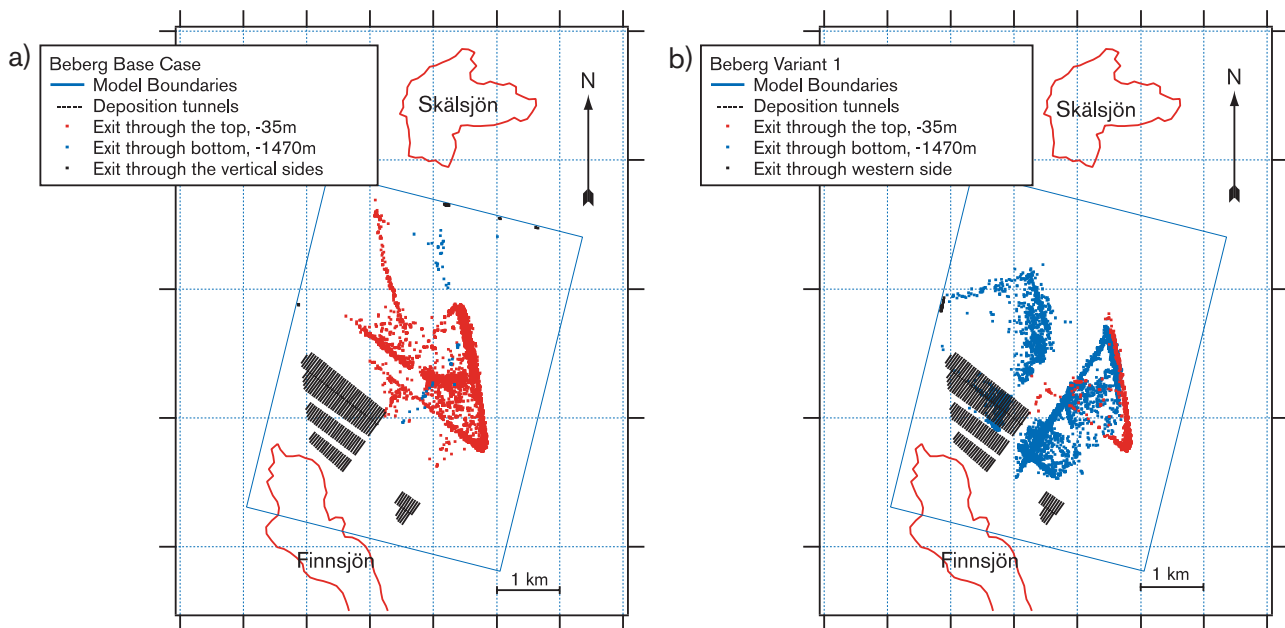 a)
Beberg Base Case
Model Boundaries
Deposition tunnels
Exit through the top, -35m
Exit through bottom, -1470m
Exit through the vertical sides
Skälsjön
N
Finnsjön
1 km
b)
Beberg Variant 1
Model Boundaries
Deposition tunnels
Exit through the top, -35m
Exit through bottom, -1470m
Exit through western side
Skälsjön
N
Finnsjön
1 km